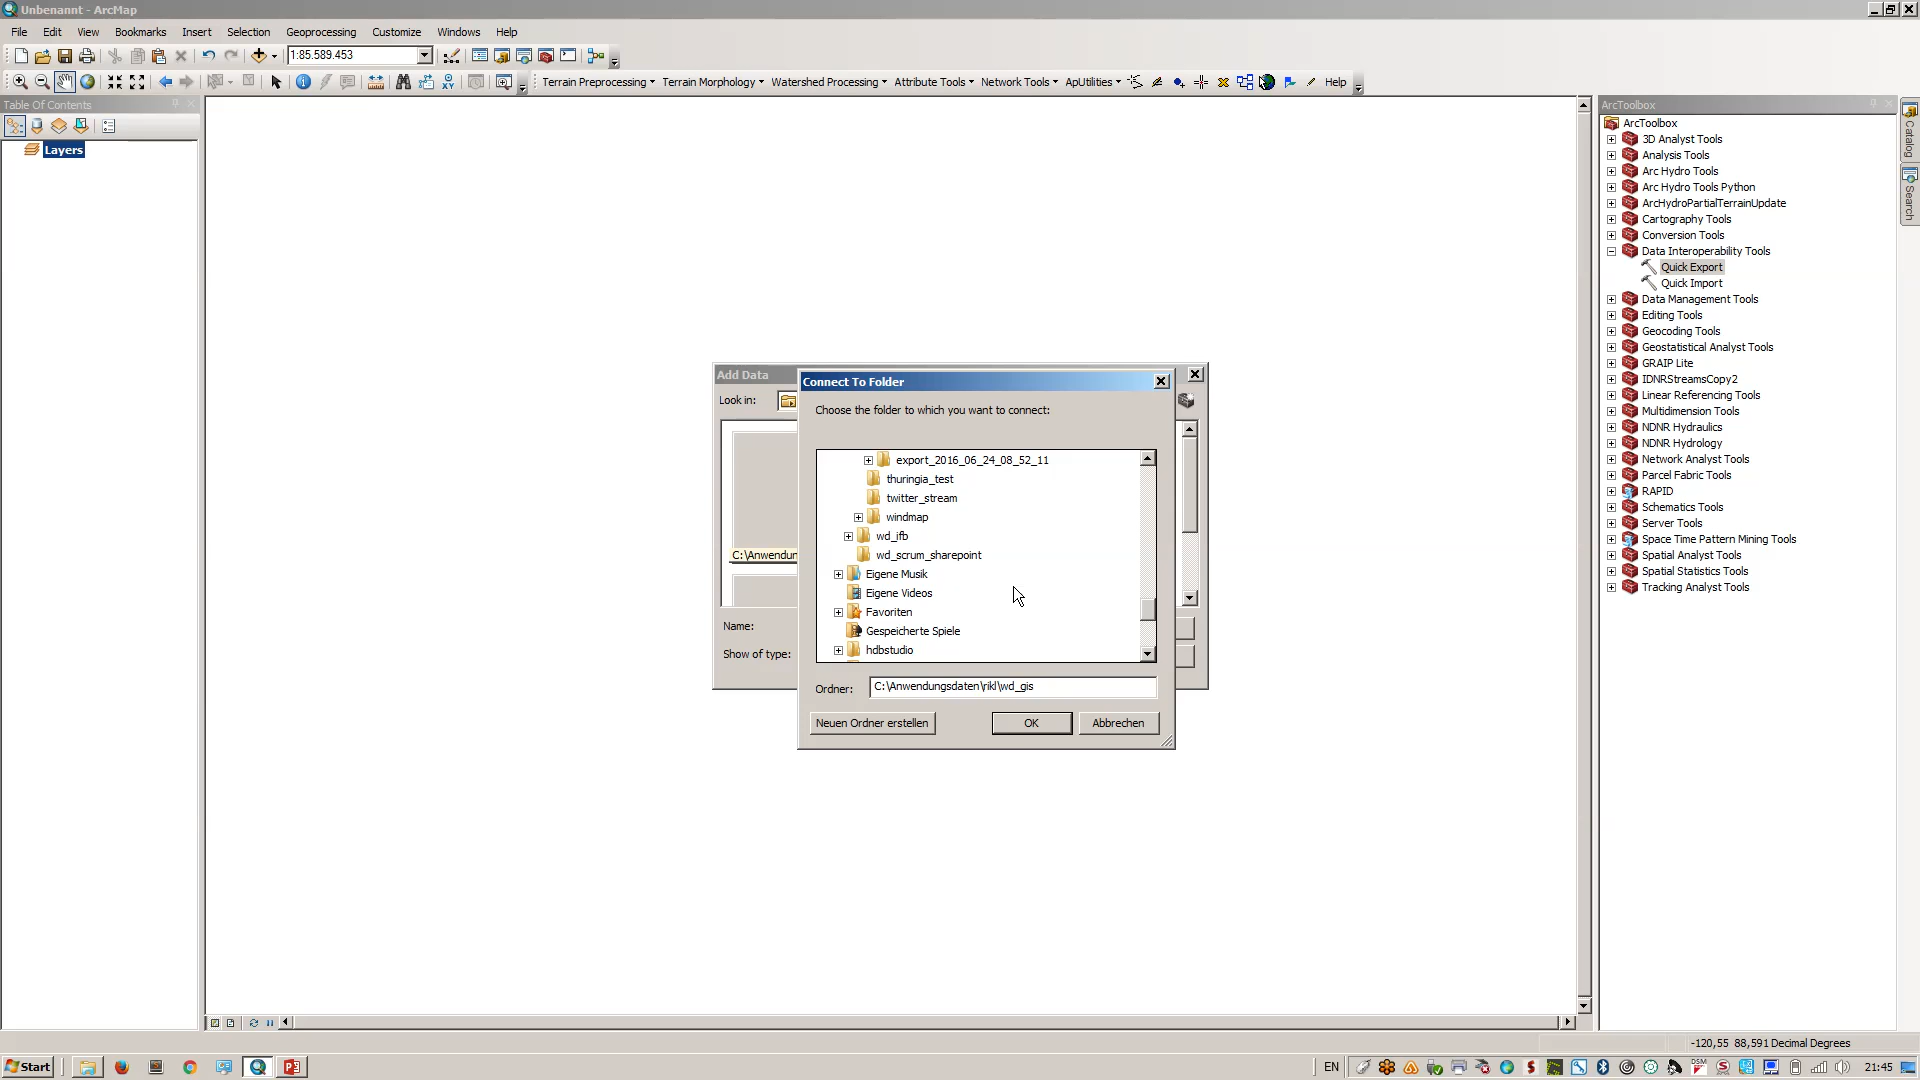 Unbenannt - ArcMap
File Edit View Bookmarks Insert Selection Geoprocessing Customize Windows Help
1:85.589.453
Terrain Preprocessing Terrain Morphology Watershed Processing Attribute Tools Network Tools ApUtilities Help
Table Of Contents
Layers
Add Data
Look in:
C:\Anwendun
Name:
Show of type:
Connect To Folder
Choose the folder to which you want to connect:
export_2016_06_24_08_52_11
thuringia_test
twitter_stream
windmap
wd_ifb
wd_scrum_sharepoint
Eigene Musik
Eigene Videos
Favoriten
Gespeicherte Spiele
hdbstudio
Ordner: C:\Anwendungsdaten\rikl\wd_gis
Neuen Ordner erstellen OK Abbrechen
ArcToolbox
ArcToolbox
3D Analyst Tools
Analysis Tools
Arc Hydro Tools
Arc Hydro Tools Python
ArcHydroPartialTerrainUpdate
Cartography Tools
Conversion Tools
Data Interoperability Tools
Quick Export
Quick Import
Data Management Tools
Editing Tools
Geocoding Tools
Geostatistical Analyst Tools
GRAIP Lite
IDNRStreamsCopy2
Linear Referencing Tools
Multidimension Tools
NDNR Hydraulics
NDNR Hydrology
Network Analyst Tools
Parcel Fabric Tools
RAPID
Schematics Tools
Server Tools
Space Time Pattern Mining Tools
Spatial Analyst Tools
Spatial Statistics Tools
Tracking Analyst Tools
Catalog
Search
-120,55 88,591 Decimal Degrees
Start
EN
DSM
21:45